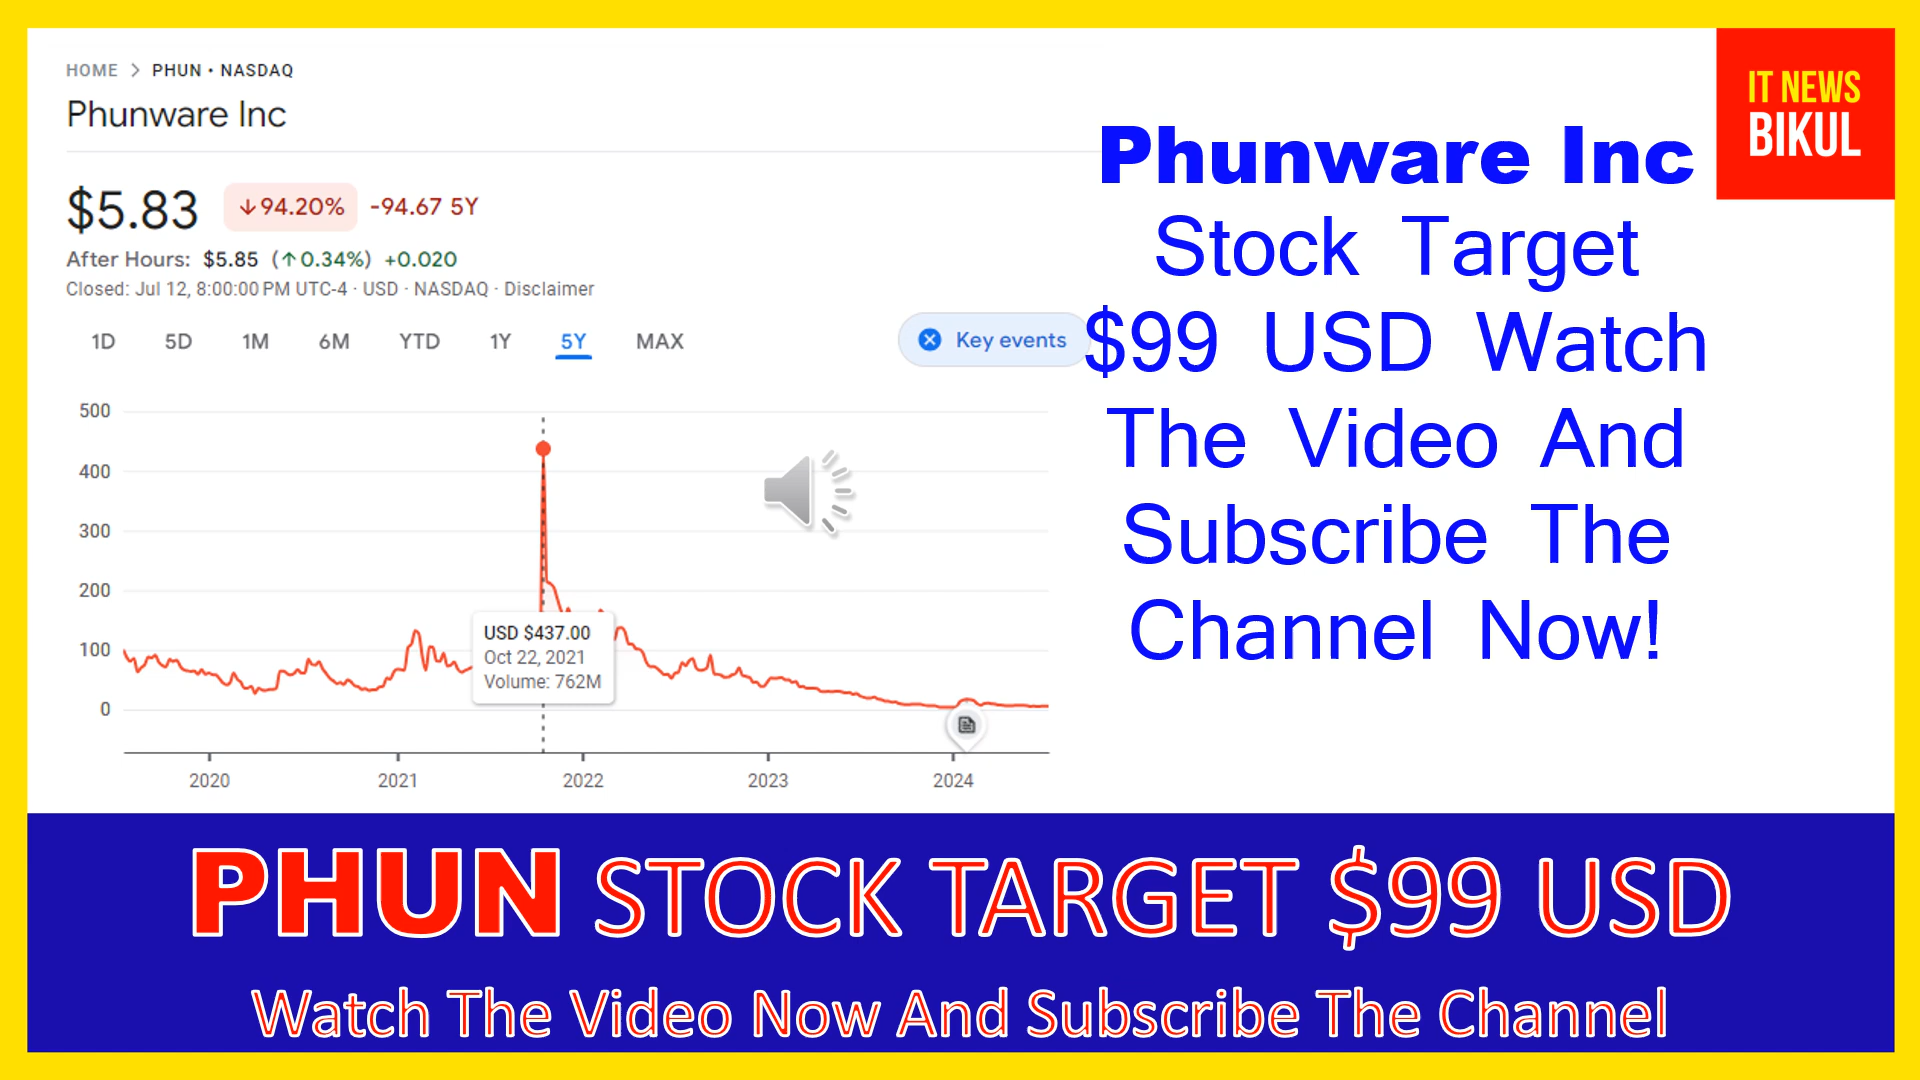 HOME > PHUN • NASDAQ
Phunware Inc
$5.83 ↓94.20% -94.67 5Y
After Hours: $5.85 (↑0.34%) +0.020
Closed: Jul 12, 8:00:00 PM UTC-4 · USD · NASDAQ · Disclaimer
1D 5D 1M 6M YTD 1Y 5Y MAX
Key events
500
400
300
200
100
0
USD $437.00
Oct 22, 2021
Volume: 762M
2020 2021 2022 2023 2024
Phunware Inc
Stock Target
$99 USD Watch
The Video And
Subscribe The
Channel Now!
IT NEWS
BIKUL
PHUN STOCK TARGET $99 USD
Watch The Video Now And Subscribe The Channel